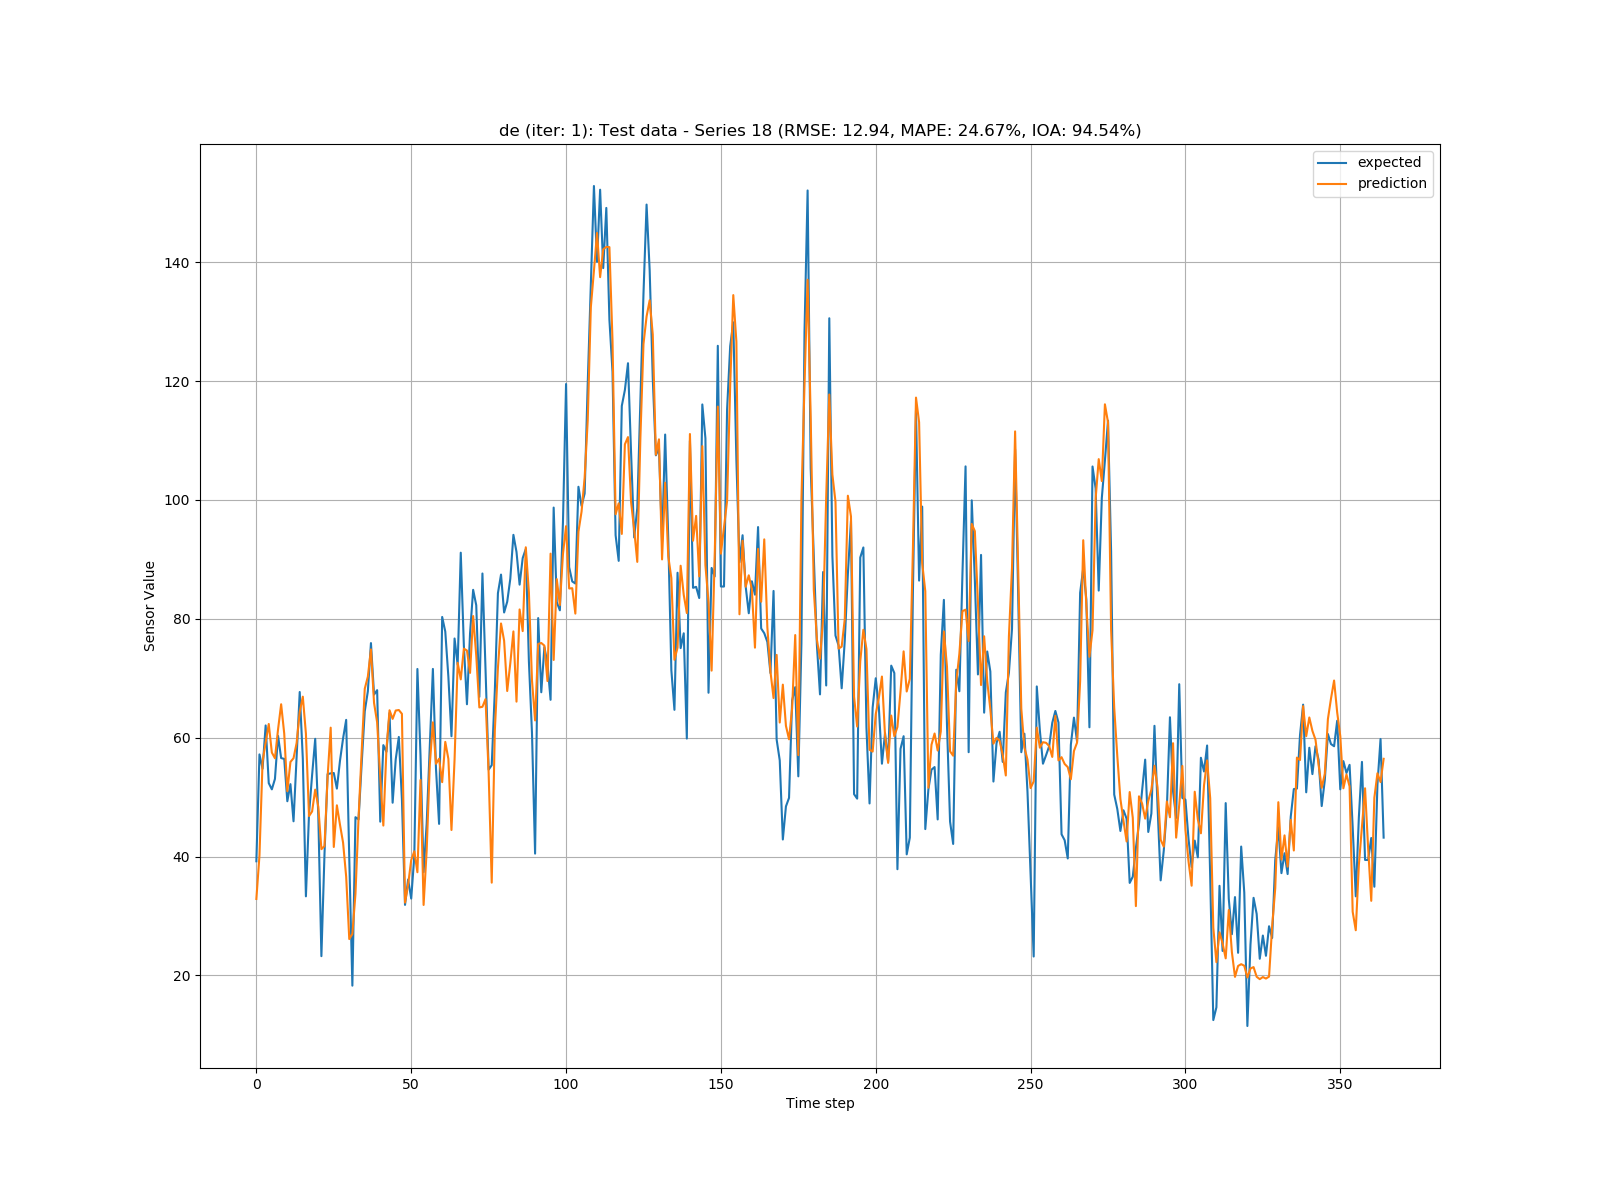 de (iter: 1): Test data - Series 18 (RMSE: 12.94, MAPE: 24.67%, IOA: 94.54%)
expected
prediction
Sensor Value
140
120
100
80
60
40
20
0 50 100 150 200 250 300 350
Time step